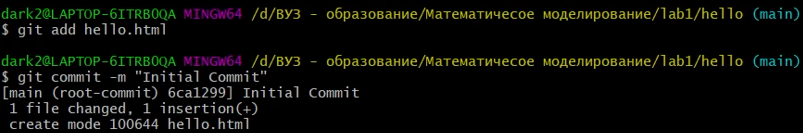 dark2@LAPTOP-6ITRB0QA MINGW64 /d/ВУЗ - образование/Математичесое моделирование/lab1/hello (main)
$ git add hello.html
dark2@LAPTOP-6ITRB0QA MINGW64 /d/ВУЗ - образование/Математичесое моделирование/lab1/hello (main)
$ git commit -m "Initial Commit"
[main (root-commit) 6ca1299] Initial Commit
1 file changed, 1 insertion(+)
create mode 100644 hello.html